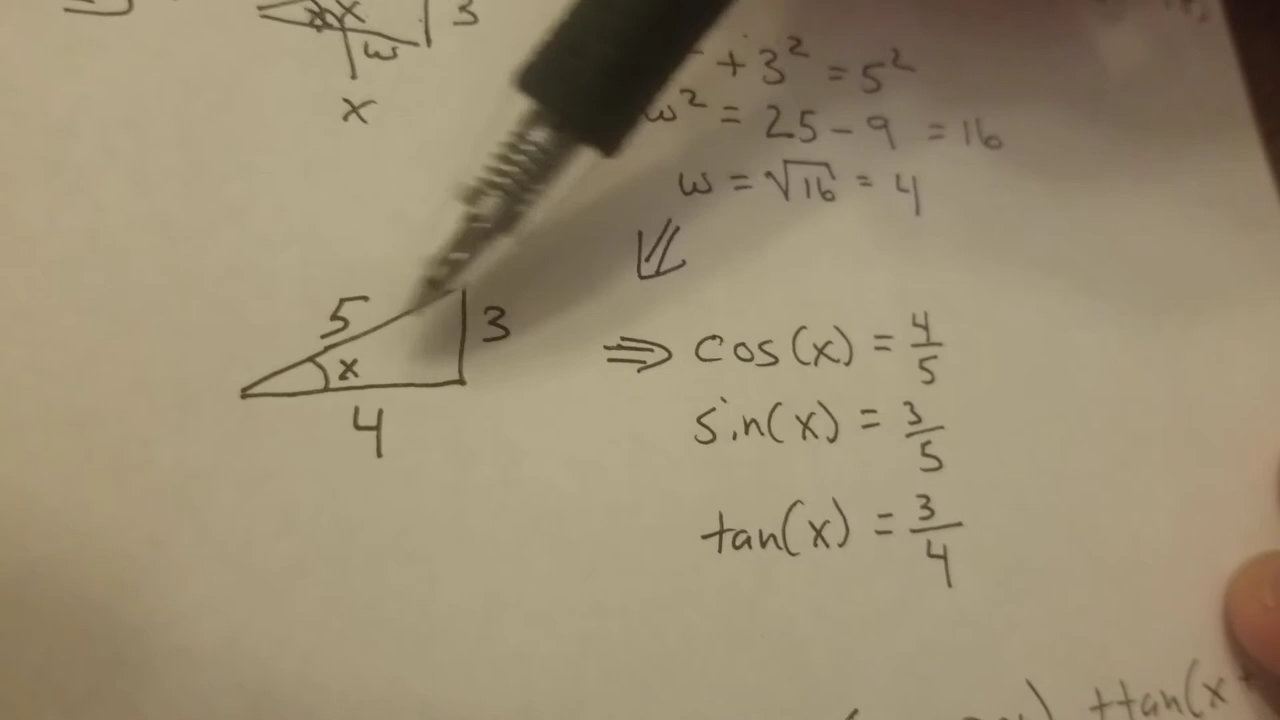 3
x
w
x
+ 3² = 5²
w² = 25 - 9 = 16
w = √16 = 4
5
3
x
4
⇒ cos(x) = 4/5
sin(x) = 3/5
tan(x) = 3/4
+tan(x